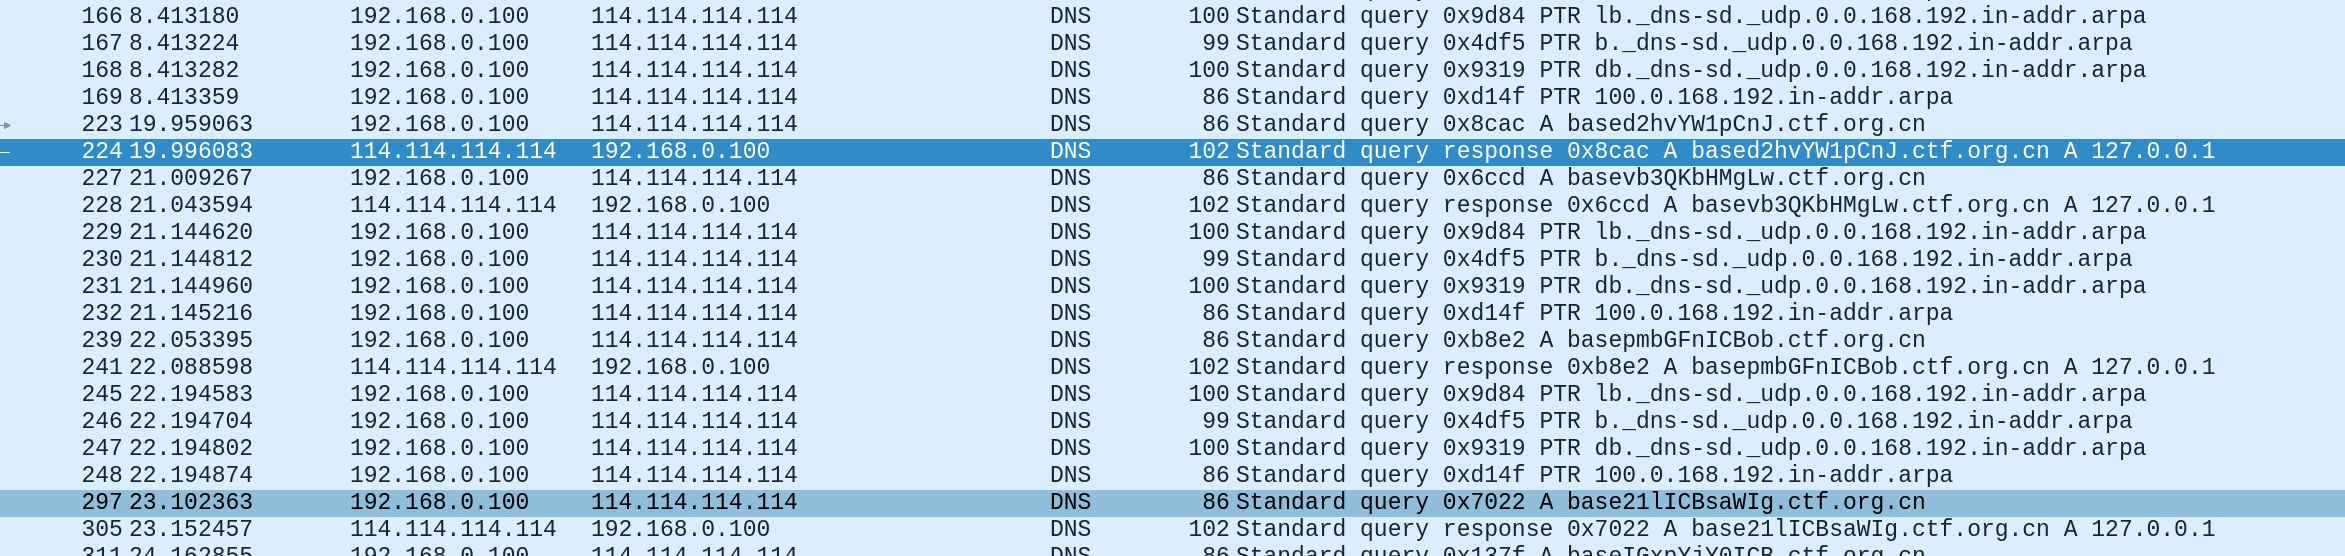 166 8.413180 192.168.0.100 114.114.114.114 DNS 100 Standard query 0x9d84 PTR lb._dns-sd._udp.0.0.168.192.in-addr.arpa
167 8.413224 192.168.0.100 114.114.114.114 DNS 99 Standard query 0x4df5 PTR b._dns-sd._udp.0.0.168.192.in-addr.arpa
168 8.413282 192.168.0.100 114.114.114.114 DNS 100 Standard query 0x9319 PTR db._dns-sd._udp.0.0.168.192.in-addr.arpa
169 8.413359 192.168.0.100 114.114.114.114 DNS 86 Standard query 0xd14f PTR 100.0.168.192.in-addr.arpa
223 19.959063 192.168.0.100 114.114.114.114 DNS 86 Standard query 0x8cac A based2hvYW1pCnJ.ctf.org.cn
224 19.996083 114.114.114.114 192.168.0.100 DNS 102 Standard query response 0x8cac A based2hvYW1pCnJ.ctf.org.cn A 127.0.0.1
227 21.009267 192.168.0.100 114.114.114.114 DNS 86 Standard query 0x6ccd A basevb3QKbHMgLw.ctf.org.cn
228 21.043594 114.114.114.114 192.168.0.100 DNS 102 Standard query response 0x6ccd A basevb3QKbHMgLw.ctf.org.cn A 127.0.0.1
229 21.144620 192.168.0.100 114.114.114.114 DNS 100 Standard query 0x9d84 PTR lb._dns-sd._udp.0.0.168.192.in-addr.arpa
230 21.144812 192.168.0.100 114.114.114.114 DNS 99 Standard query 0x4df5 PTR b._dns-sd._udp.0.0.168.192.in-addr.arpa
231 21.144960 192.168.0.100 114.114.114.114 DNS 100 Standard query 0x9319 PTR db._dns-sd._udp.0.0.168.192.in-addr.arpa
232 21.145216 192.168.0.100 114.114.114.114 DNS 86 Standard query 0xd14f PTR 100.0.168.192.in-addr.arpa
239 22.053395 192.168.0.100 114.114.114.114 DNS 86 Standard query 0xb8e2 A basepmbGFnICBob.ctf.org.cn
241 22.088598 114.114.114.114 192.168.0.100 DNS 102 Standard query response 0xb8e2 A basepmbGFnICBob.ctf.org.cn A 127.0.0.1
245 22.194583 192.168.0.100 114.114.114.114 DNS 100 Standard query 0x9d84 PTR lb._dns-sd._udp.0.0.168.192.in-addr.arpa
246 22.194704 192.168.0.100 114.114.114.114 DNS 99 Standard query 0x4df5 PTR b._dns-sd._udp.0.0.168.192.in-addr.arpa
247 22.194802 192.168.0.100 114.114.114.114 DNS 100 Standard query 0x9319 PTR db._dns-sd._udp.0.0.168.192.in-addr.arpa
248 22.194874 192.168.0.100 114.114.114.114 DNS 86 Standard query 0xd14f PTR 100.0.168.192.in-addr.arpa
297 23.102363 192.168.0.100 114.114.114.114 DNS 86 Standard query 0x7022 A base21lICBsaWIg.ctf.org.cn
305 23.152457 114.114.114.114 192.168.0.100 DNS 102 Standard query response 0x7022 A base21lICBsaWIg.ctf.org.cn A 127.0.0.1
311 24.162855 192.168.0.100 114.114.114.114 DNS 86 Standard query 0x137f A